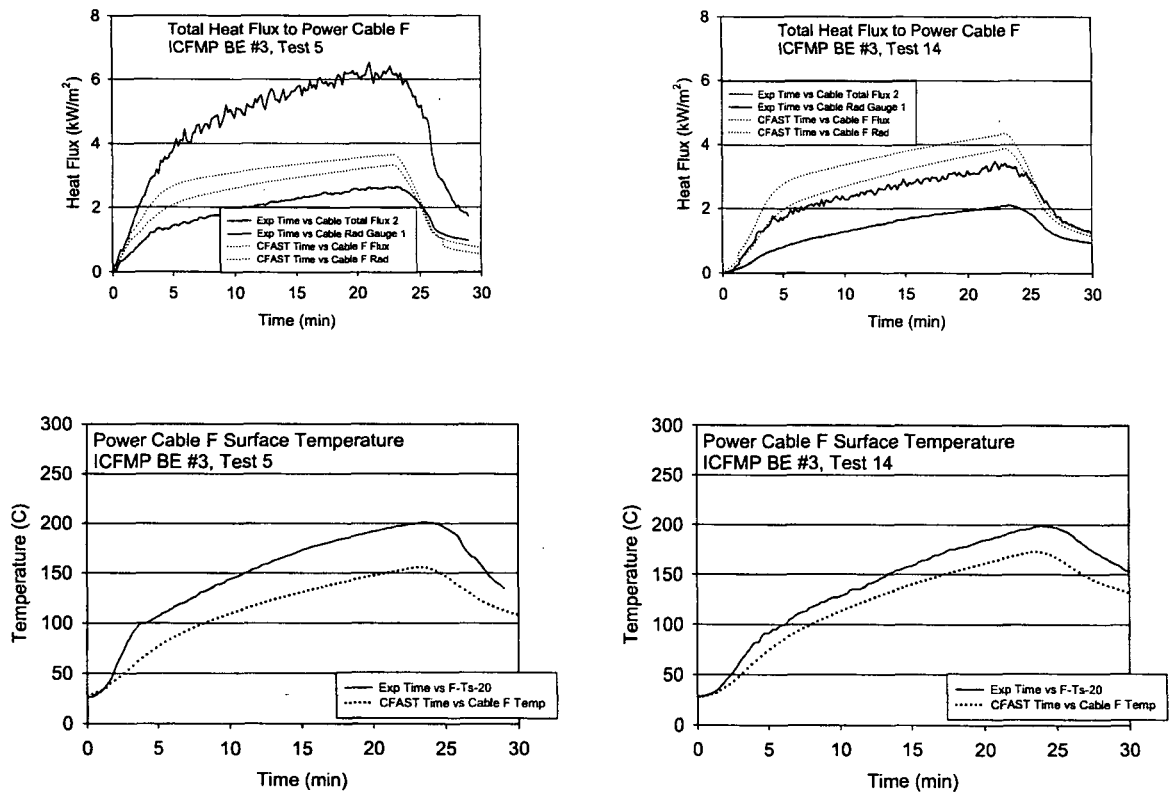 Total Heat Flux to Power Cable F
ICFMP BE #3, Test 5
Heat Flux (kW/m²)
8
6
4
2
0
Exp Time vs Cable Total Flux 2
Exp Time vs Cable Rad Gauge 1
CFAST Time vs Cable F Flux
CFAST Time vs Cable F Rad
0 5 10 15 20 25 30
Time (min)
Total Heat Flux to Power Cable F
ICFMP BE #3, Test 14
Heat Flux (kW/m²)
8
6
4
2
0
Exp Time vs Cable Total Flux 2
Exp Time vs Cable Rad Gauge 1
CFAST Time vs Cable F Flux
CFAST Time vs Cable F Rad
0 5 10 15 20 25 30
Time (min)
Power Cable F Surface Temperature
ICFMP BE #3, Test 5
Temperature (C)
300
250
200
150
100
50
0
Exp Time vs F-Ts-20
CFAST Time vs Cable F Temp
0 5 10 15 20 25 30
Time (min)
Power Cable F Surface Temperature
ICFMP BE #3, Test 14
Temperature (C)
300
250
200
150
100
50
0
Exp Time vs F-Ts-20
CFAST Time vs Cable F Temp
0 5 10 15 20 25 30
Time (min)